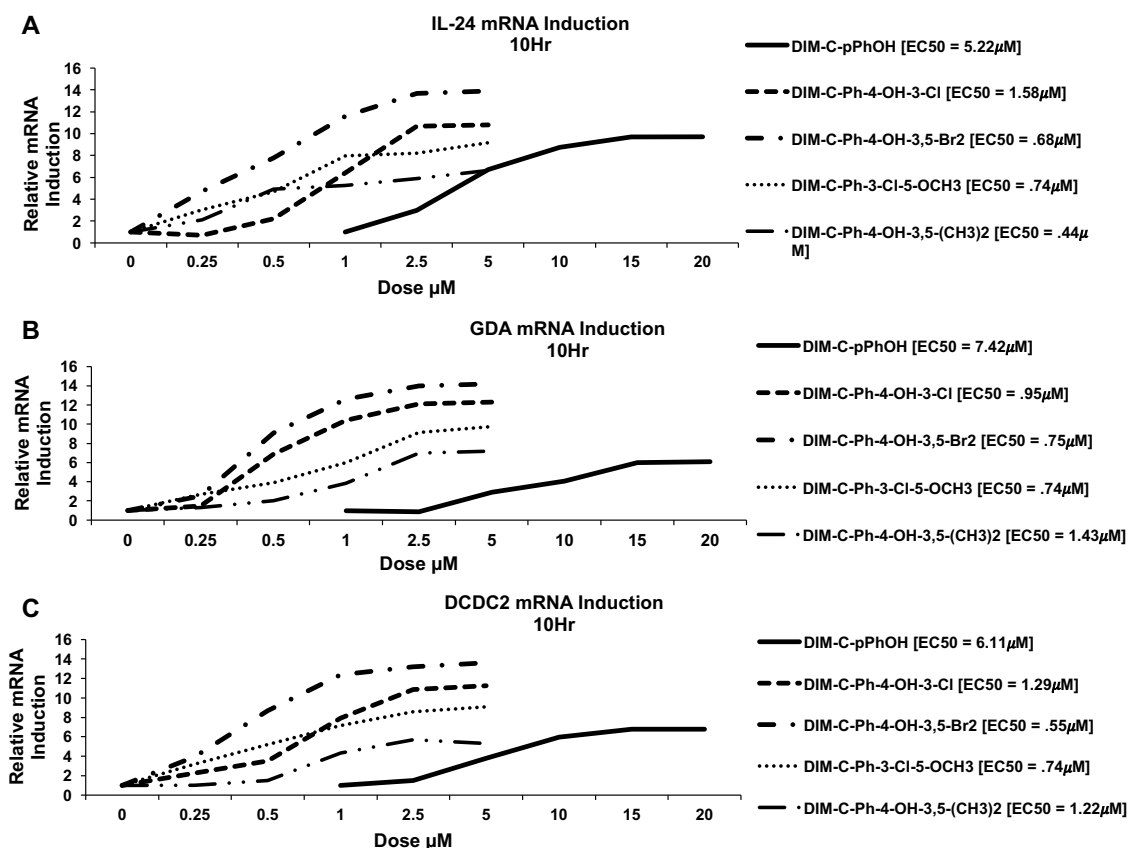 A
IL-24 mRNA Induction
10Hr
Relative mRNA
Induction
16
14
12
10
8
6
4
2
0
0 0.25 0.5 1 2.5 5 10 15 20
Dose µM
DIM-C-pPhOH [EC50 = 5.22µM]
DIM-C-Ph-4-OH-3-Cl [EC50 = 1.58µM]
DIM-C-Ph-4-OH-3,5-Br2 [EC50 = .68µM]
DIM-C-Ph-3-Cl-5-OCH3 [EC50 = .74µM]
DIM-C-Ph-4-OH-3,5-(CH3)2 [EC50 = .44µ
M]
B
GDA mRNA Induction
10Hr
Relative mRNA
Induction
16
14
12
10
8
6
4
2
0
0 0.25 0.5 1 2.5 5 10 15 20
Dose µM
DIM-C-pPhOH [EC50 = 7.42µM]
DIM-C-Ph-4-OH-3-Cl [EC50 = .95µM]
DIM-C-Ph-4-OH-3,5-Br2 [EC50 = .75µM]
DIM-C-Ph-3-Cl-5-OCH3 [EC50 = .74µM]
DIM-C-Ph-4-OH-3,5-(CH3)2 [EC50 = 1.43µM]
C
DCDC2 mRNA Induction
10Hr
Relative mRNA
Induction
16
14
12
10
8
6
4
2
0
0 0.25 0.5 1 2.5 5 10 15 20
Dose µM
DIM-C-pPhOH [EC50 = 6.11µM]
DIM-C-Ph-4-OH-3-Cl [EC50 = 1.29µM]
DIM-C-Ph-4-OH-3,5-Br2 [EC50 = .55µM]
DIM-C-Ph-3-Cl-5-OCH3 [EC50 = .74µM]
DIM-C-Ph-4-OH-3,5-(CH3)2 [EC50 = 1.22µM]